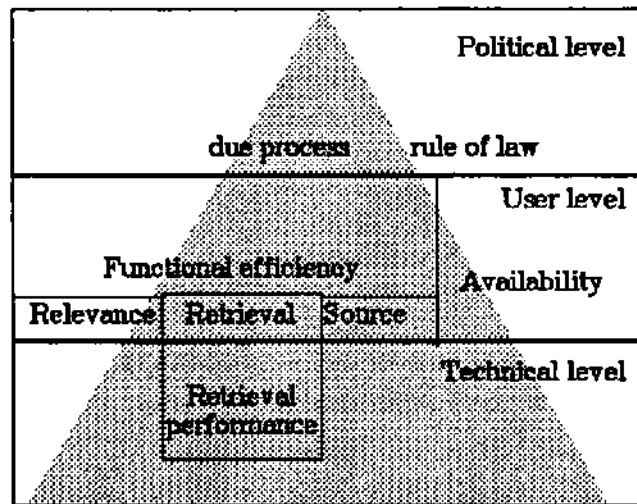 Political level
due process rule of law
User level
Functional efficiency
Availability
Relevance Retrieval Source
Technical level
Retrieval
performance